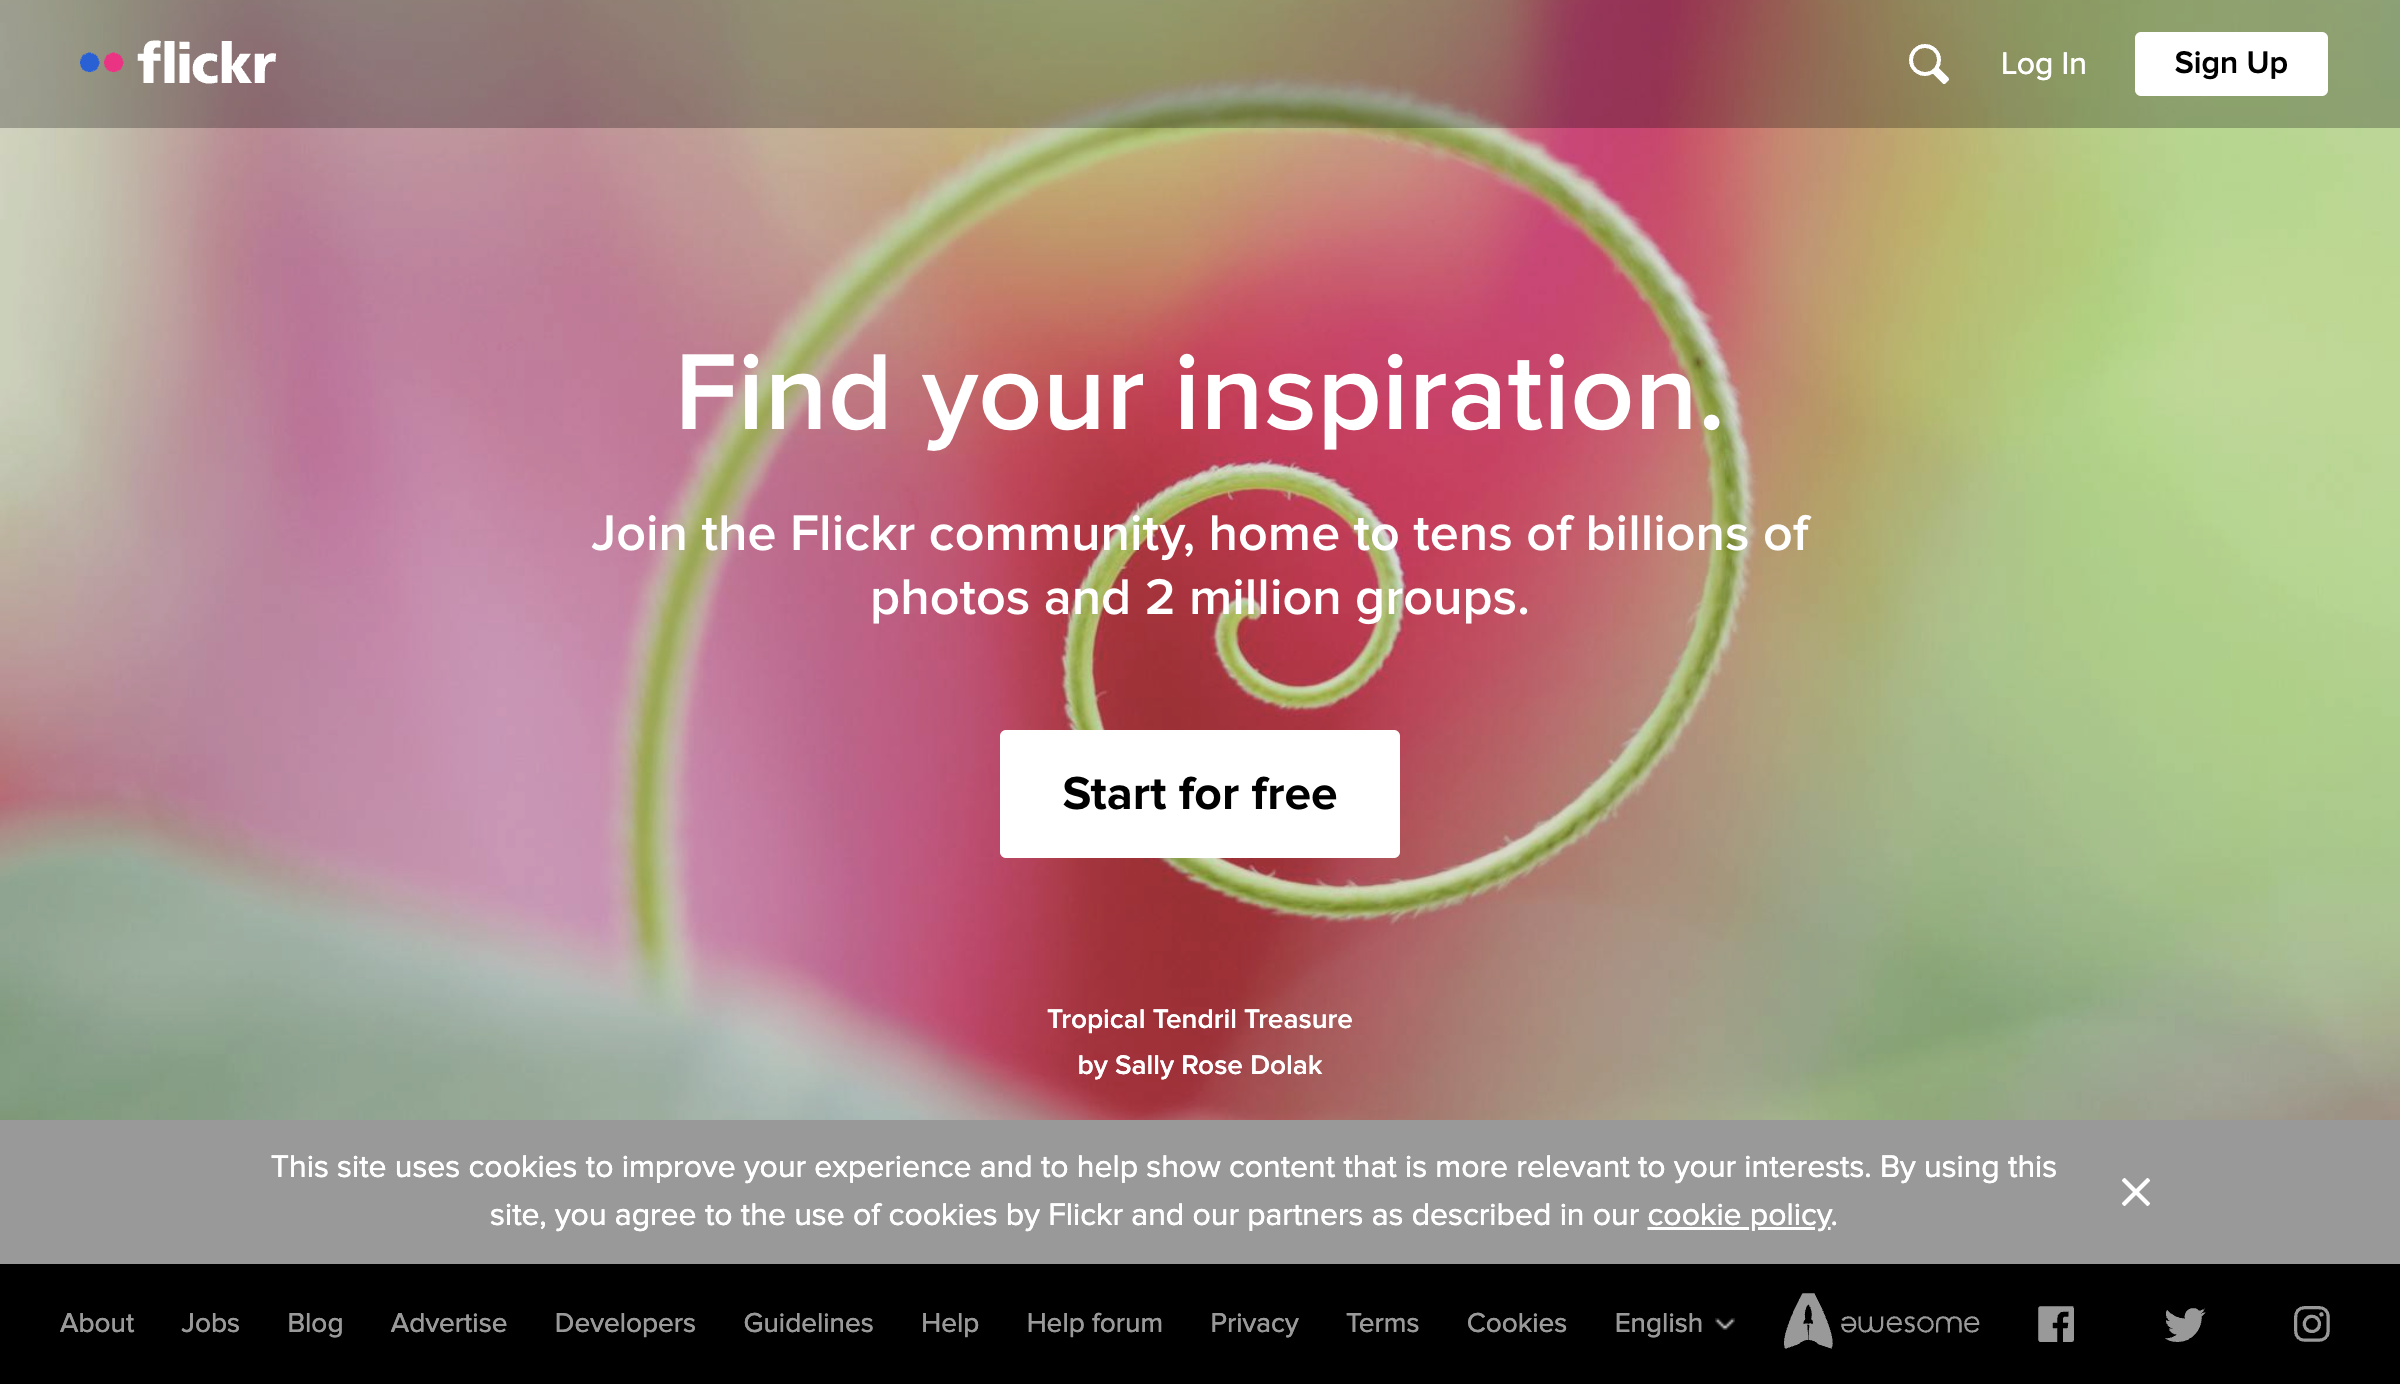 flickr
Log In
Sign Up
Find your inspiration.
Join the Flickr community, home to tens of billions of
photos and 2 million groups.
Start for free
Tropical Tendril Treasure
by Sally Rose Dolak
This site uses cookies to improve your experience and to help show content that is more relevant to your interests. By using this
site, you agree to the use of cookies by Flickr and our partners as described in our cookie policy.
About Jobs Blog Advertise Developers Guidelines Help Help forum Privacy Terms Cookies English awesome